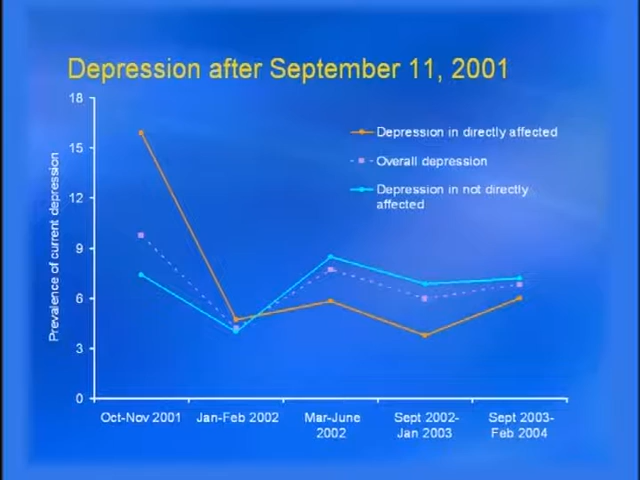 Depression after September 11, 2001
18
15
12
9
6
3
0
Prevalence of current depression
Depression in directly affected
Overall depression
Depression in not directly
affected
Oct-Nov 2001
Jan-Feb 2002
Mar-June
2002
Sept 2002-
Jan 2003
Sept 2003-
Feb 2004